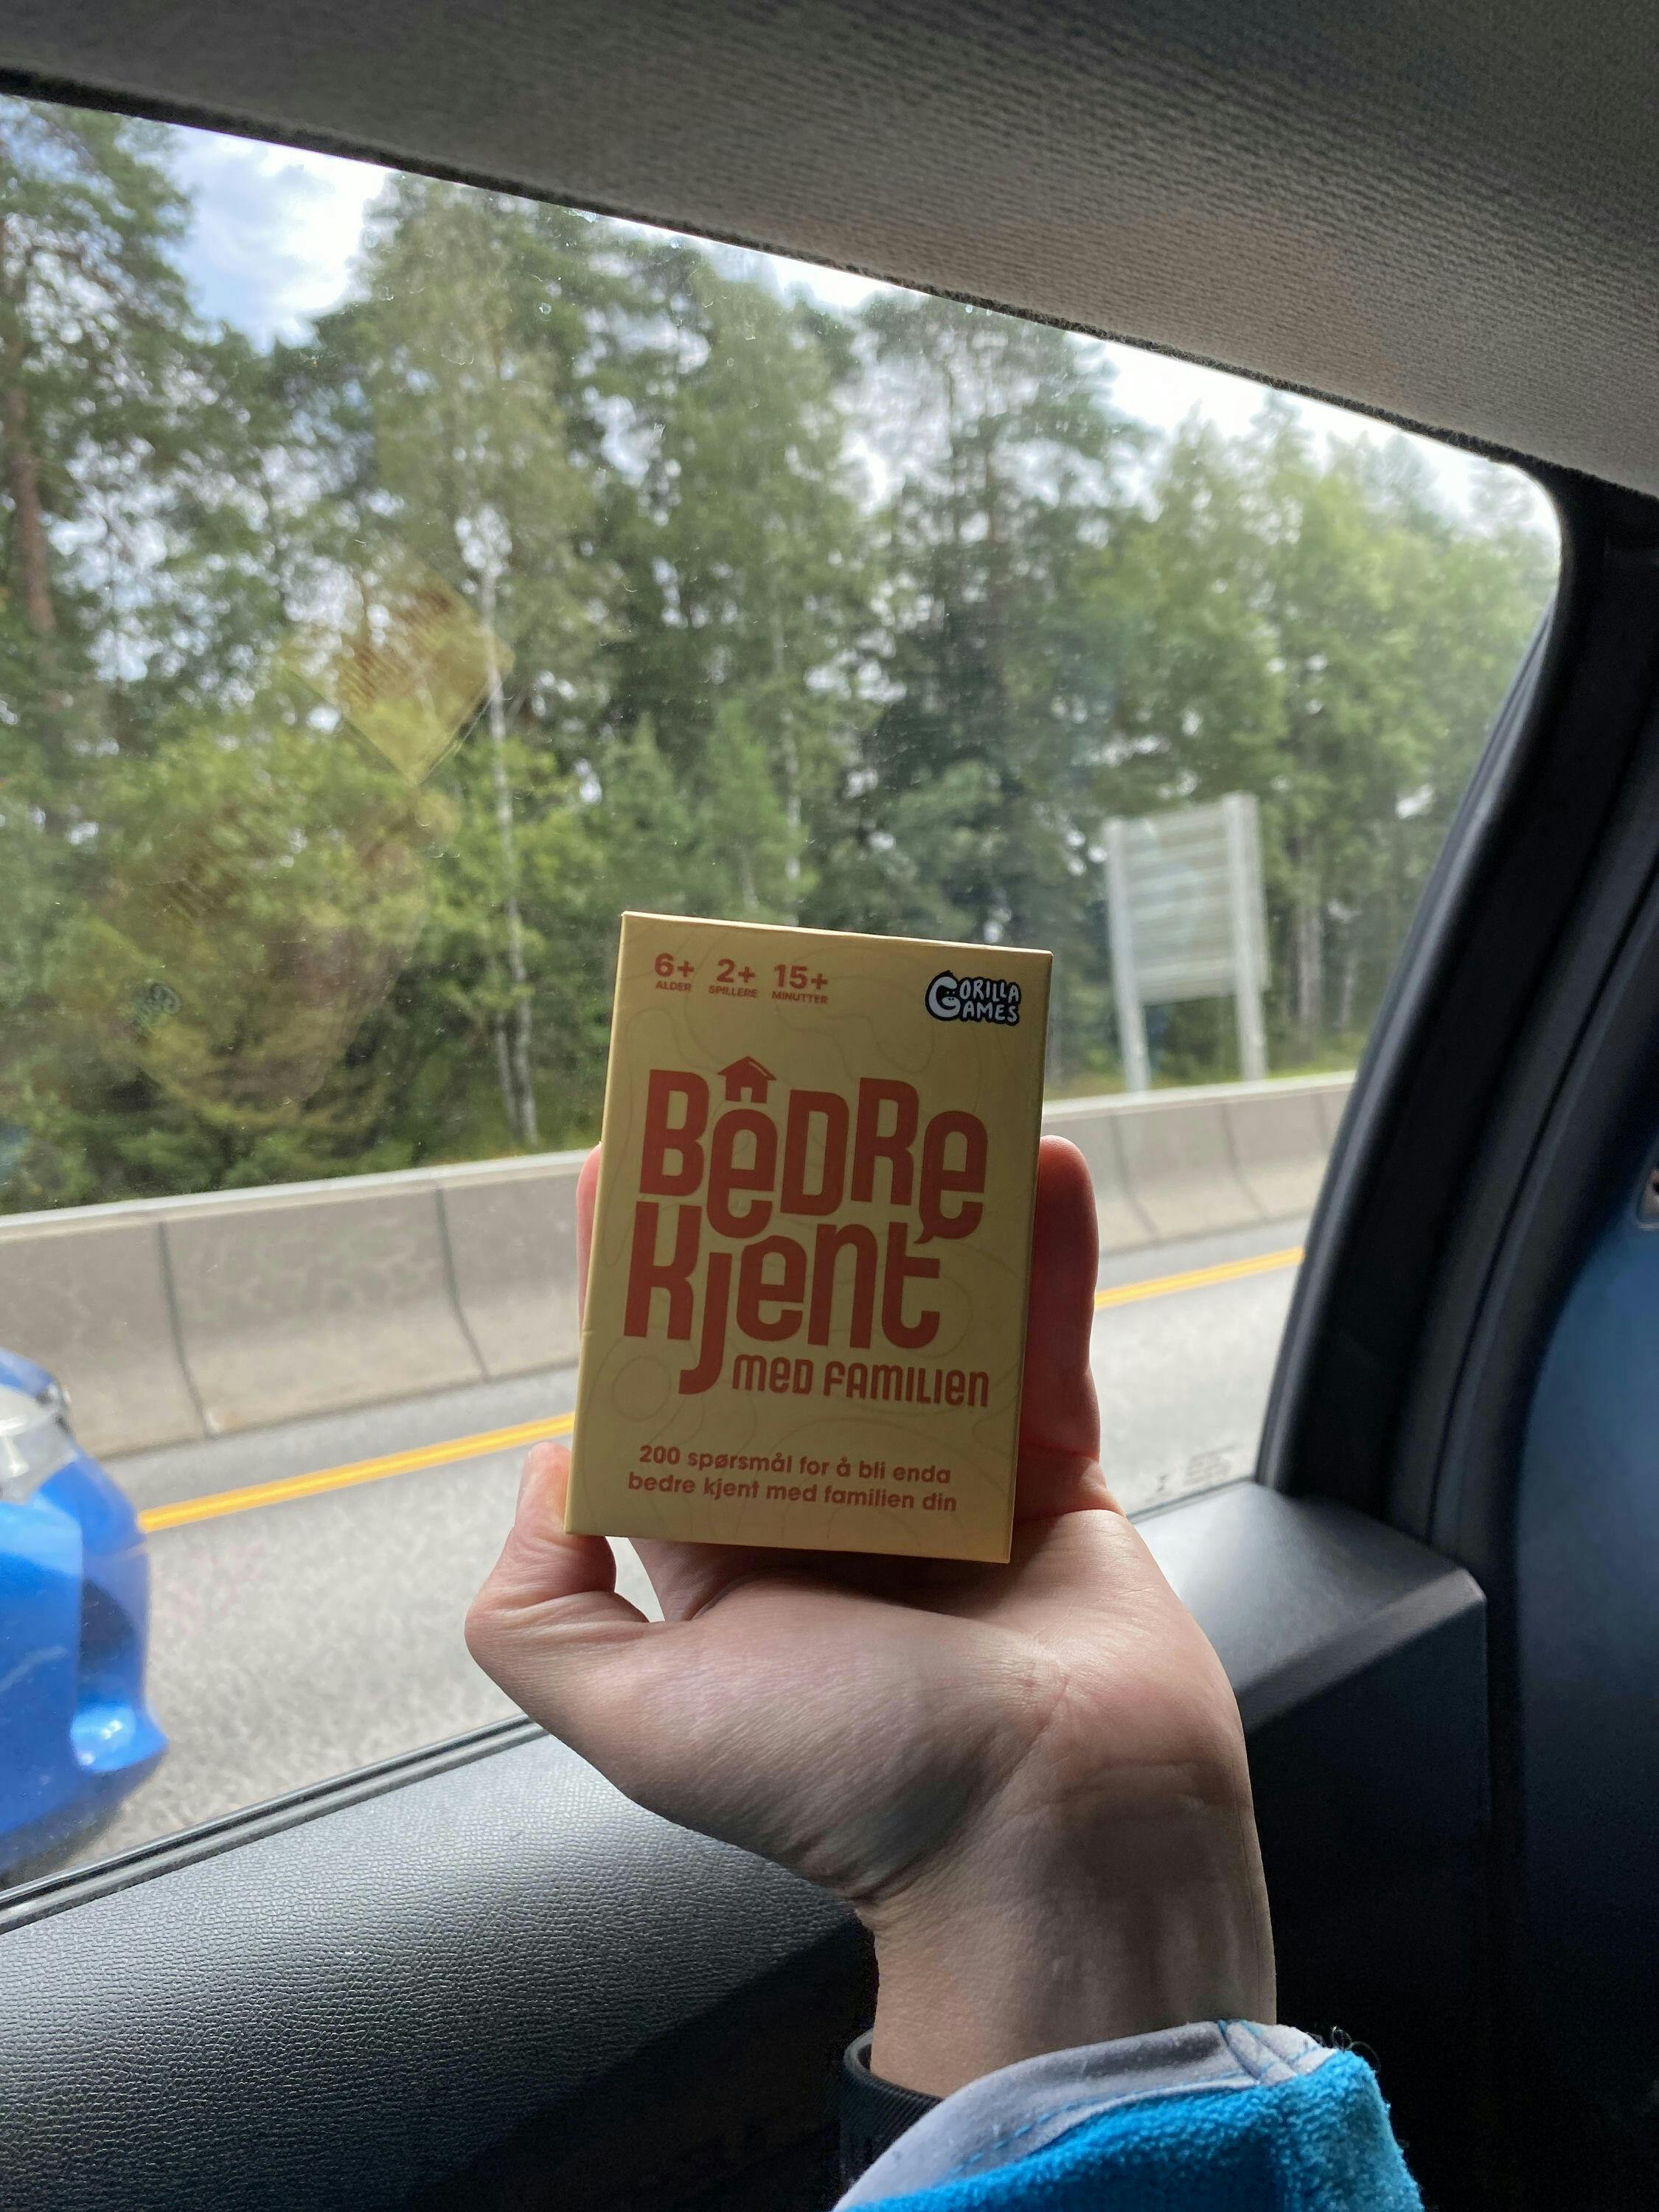 6+ 2+ 15+
ALDER SPILLERE MINUTTER
GORILLA
GAMES
BEDRE
KJENT
MED FAMILIEN
200 spørsmål for å bli enda
bedre kjent med familien din